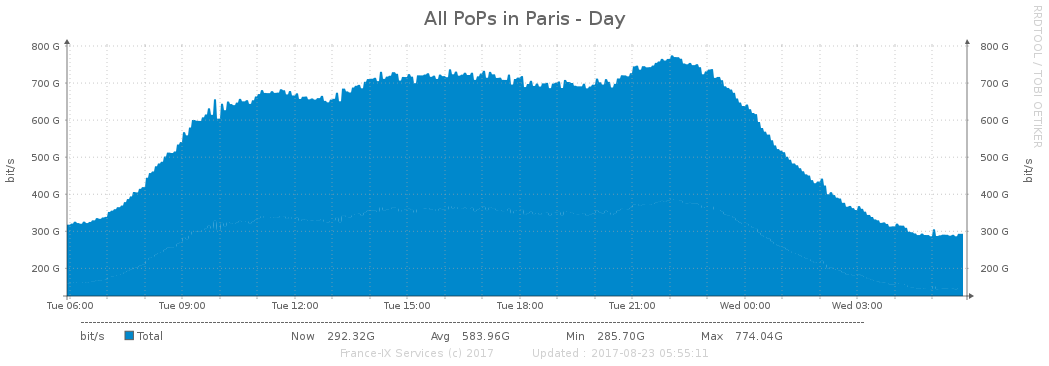 All PoPs in Paris - Day
RRDTOOL / TOBI OETIKER
800 G 800 G
700 G 700 G
600 G 600 G
500 G 500 G
400 G 400 G
300 G 300 G
200 G 200 G
bit/s bit/s
Tue 06:00 Tue 09:00 Tue 12:00 Tue 15:00 Tue 18:00 Tue 21:00 Wed 00:00 Wed 03:00
bit/s Total Now 292.32G Avg 583.96G Min 285.70G Max 774.04G
France-IX Services (c) 2017 Updated : 2017-08-23 05:55:11